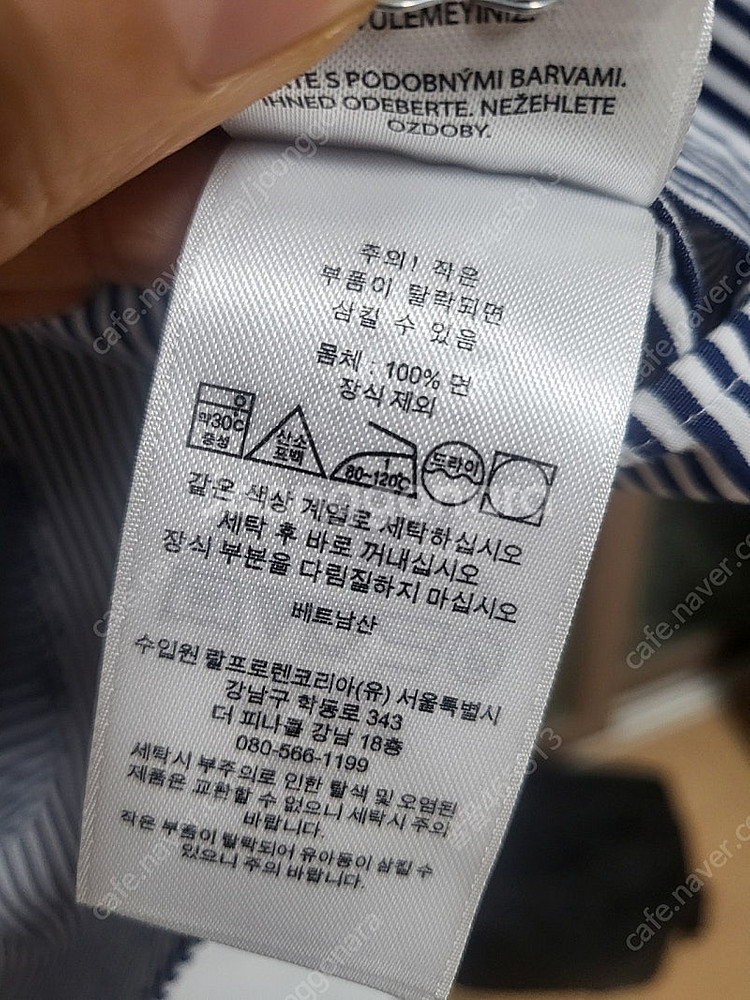 ULEMEYİNİZ.
TE S PODOBNÝMI BARVAMI.
IHNED ODEBERTE. NEŽEHLETE
OZDOBY.
주의! 작은
부품이 탈락되면
삼킬 수 있음
몸체 : 100% 면
장식 제외
약30℃
중성
산소
표백
80~120℃
드라이
같은 색상 계열로 세탁하십시오
세탁 후 바로 꺼내십시오
장식 부분을 다림질하지 마십시오
베트남산
수입원 랄프로렌코리아(유) 서울특별시
강남구 학동로 343
더 피나클 강남 18층
080-566-1199
세탁시 부주의로 인한 탈색 및 오염된
제품은 교환할 수 없으니 세탁시 주의
바랍니다.
작은 부품이 탈락되어 유아동이 삼킬 수
있으니 주의 바랍니다.
cafe.naver.com/joonggonara